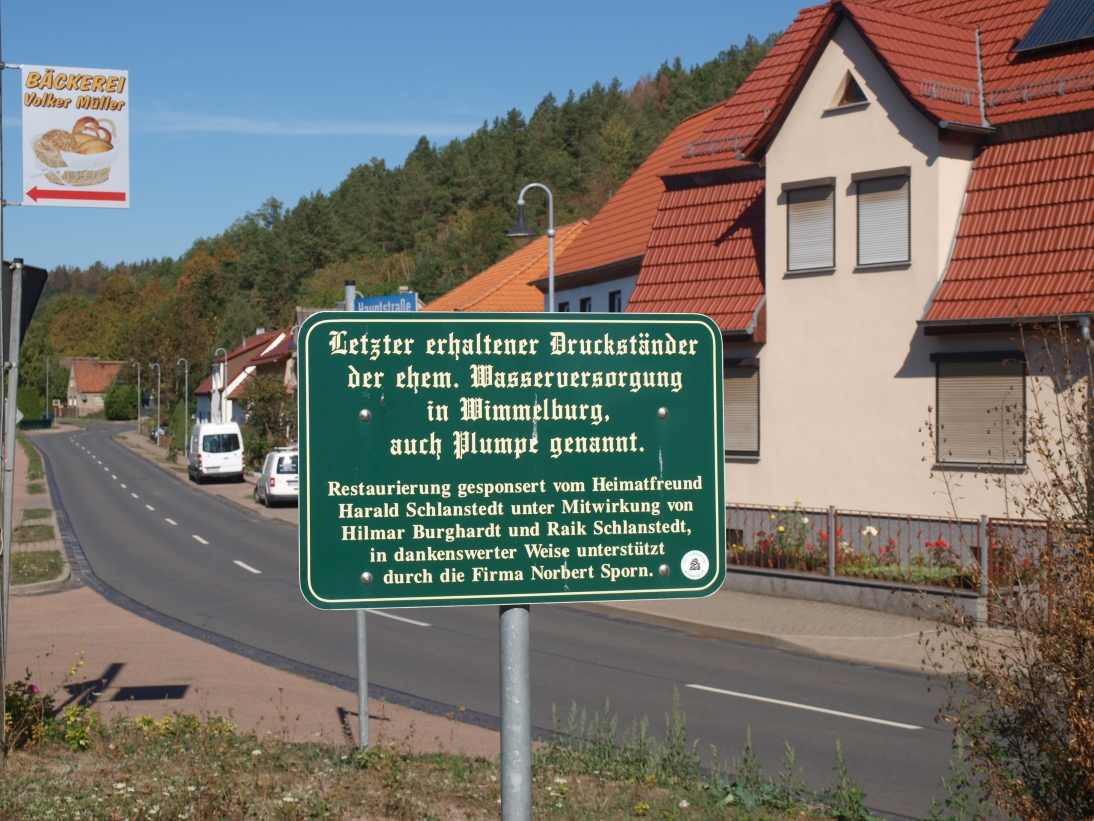 BÄCKEREI
Volker Müller
Hauptstraße
Letzter erhaltener Druckständer
der ehem. Wasserversorgung
in Wimmelburg,
auch Plumpe genannt.
Restaurierung gesponsert vom Heimatfreund
Harald Schlanstedt unter Mitwirkung von
Hilmar Burghardt und Raik Schlanstedt,
in dankenswerter Weise unterstützt
durch die Firma Norbert Sporn.